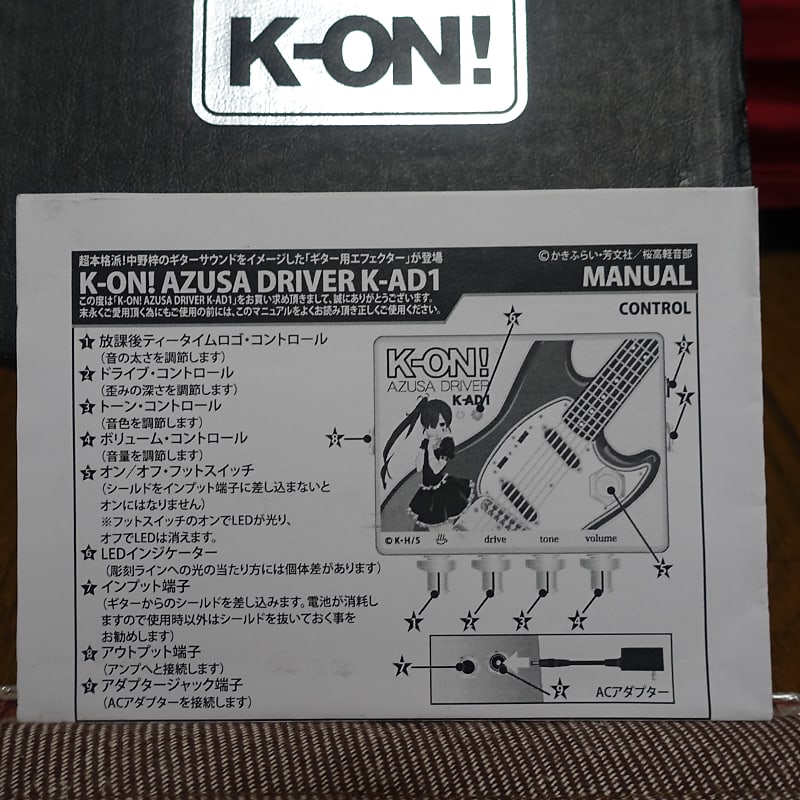 K-ON!
超本格派!中野梓のギターサウンドをイメージした「ギター用エフェクター」が登場
©かきふらい・芳文社/桜高軽音部
K-ON! AZUSA DRIVER K-AD1
MANUAL
この度は「K-ON! AZUSA DRIVER K-AD1」をお買い求め頂きまして、誠にありがとうございます。
末永くご愛用頂く為にもご使用の前には、このマニュアルをよくお読み頂き正しくご使用ください。
CONTROL
1 放課後ティータイムロゴ・コントロール
(音の太さを調節します)
2 ドライブ・コントロール
(歪みの深さを調節します)
3 トーン・コントロール
(音色を調節します)
4 ボリューム・コントロール
(音量を調節します)
5 オン/オフ・フットスイッチ
(シールドをインプット端子に差し込まないと
オンにはなりません)
※フットスイッチのオンでLEDが光り、
オフでLEDは消えます。
6 LEDインジケーター
(彫刻ラインへの光の当たり方には個体差があります)
7 インプット端子
(ギターからのシールドを差し込みます。電池が消耗し
ますので使用時以外はシールドを抜いておく事を
お勧めします)
8 アウトプット端子
(アンプへと接続します)
9 アダプタージャック端子
(ACアダプターを接続します)
6
9
7
8
K-ON!
AZUSA DRIVER
K-AD1
©K・H/S
drive
tone
volume
5
1
2
3
4
7
9
ACアダプター